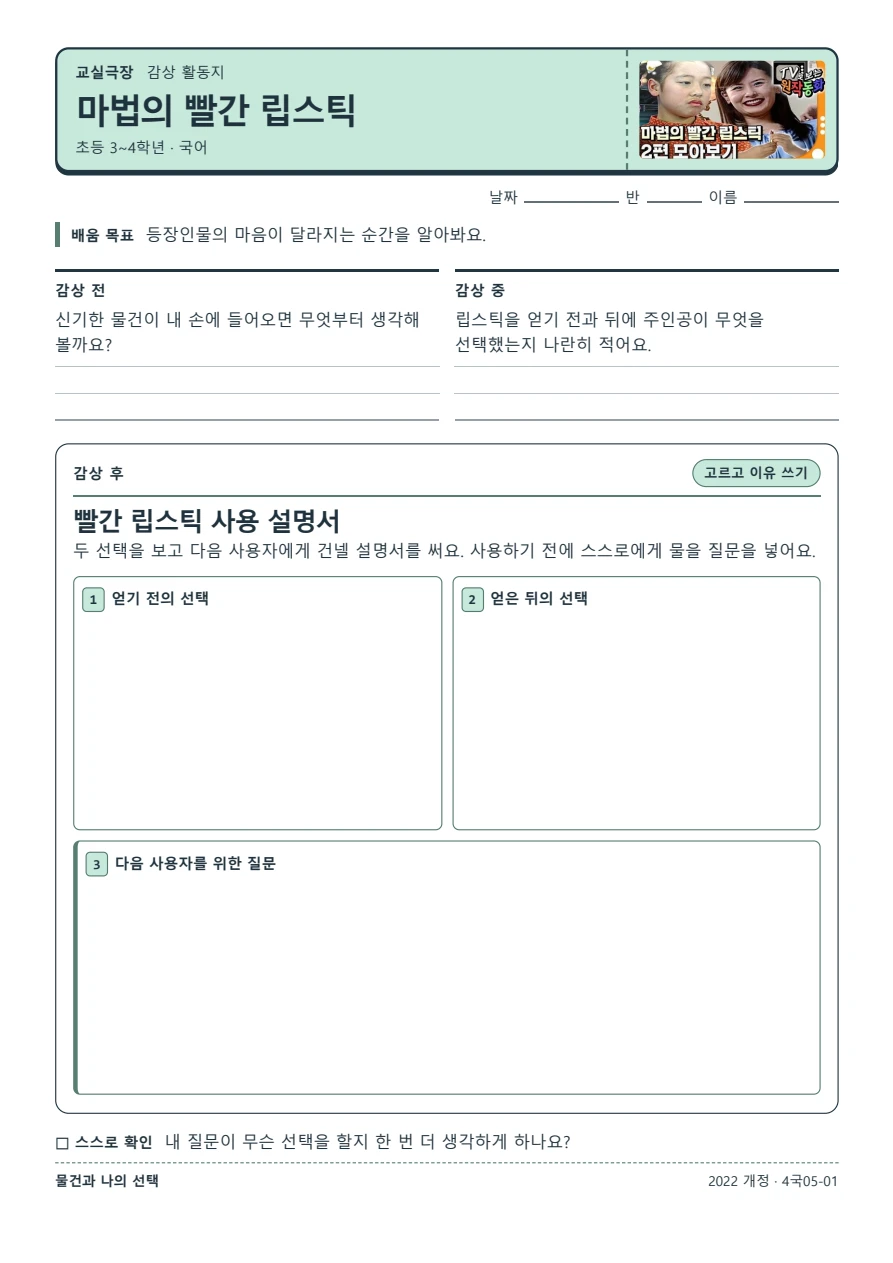 교실극장 감상 활동지
마법의 빨간 립스틱
초등 3~4학년 · 국어
TV로 보는
원작동화
마법의 빨간 립스틱
2편 모아보기
날짜 반 이름
배움 목표 등장인물의 마음이 달라지는 순간을 알아봐요.
감상 전
신기한 물건이 내 손에 들어오면 무엇부터 생각해
볼까요?
감상 중
립스틱을 얻기 전과 뒤에 주인공이 무엇을
선택했는지 나란히 적어요.
감상 후
고르고 이유 쓰기
빨간 립스틱 사용 설명서
두 선택을 보고 다음 사용자에게 건넬 설명서를 써요. 사용하기 전에 스스로에게 물을 질문을 넣어요.
1 얻기 전의 선택
2 얻은 뒤의 선택
3 다음 사용자를 위한 질문
스스로 확인 내 질문이 무슨 선택을 할지 한 번 더 생각하게 하나요?
물건과 나의 선택
2022 개정 · 4국05-01